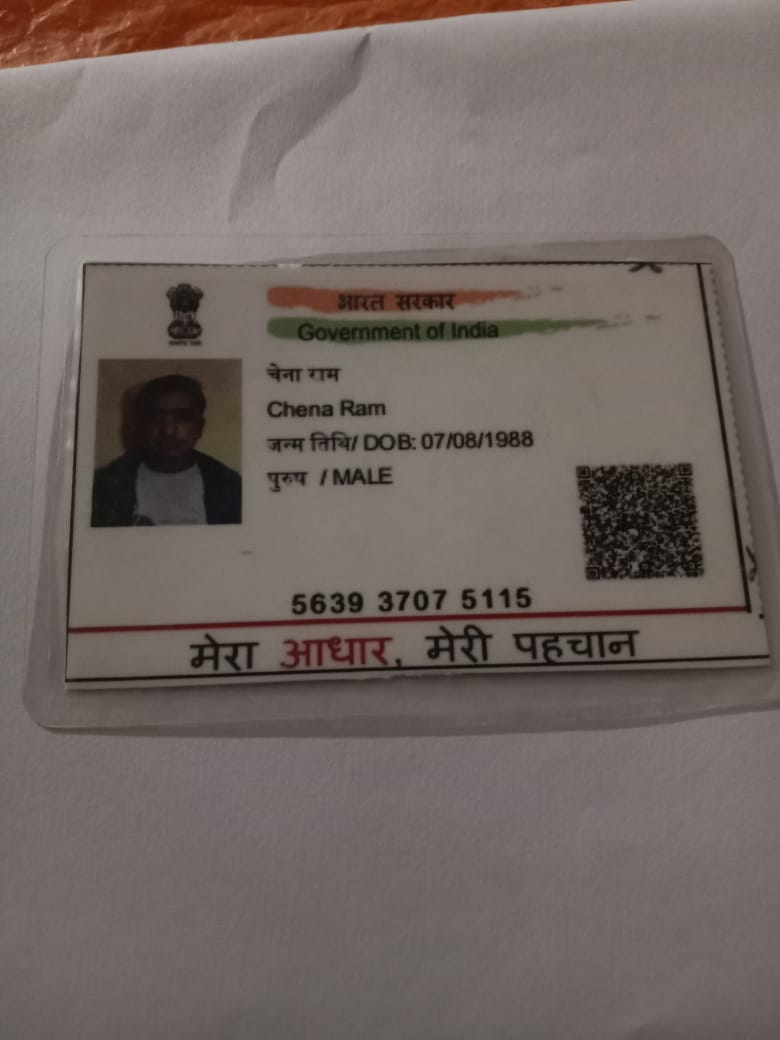 भारत सरकार
Government of India
चेना राम
Chena Ram
जन्म तिथि/ DOB: 07/08/1988
पुरुष / MALE
5639 3707 5115
मेरा आधार, मेरी पहचान